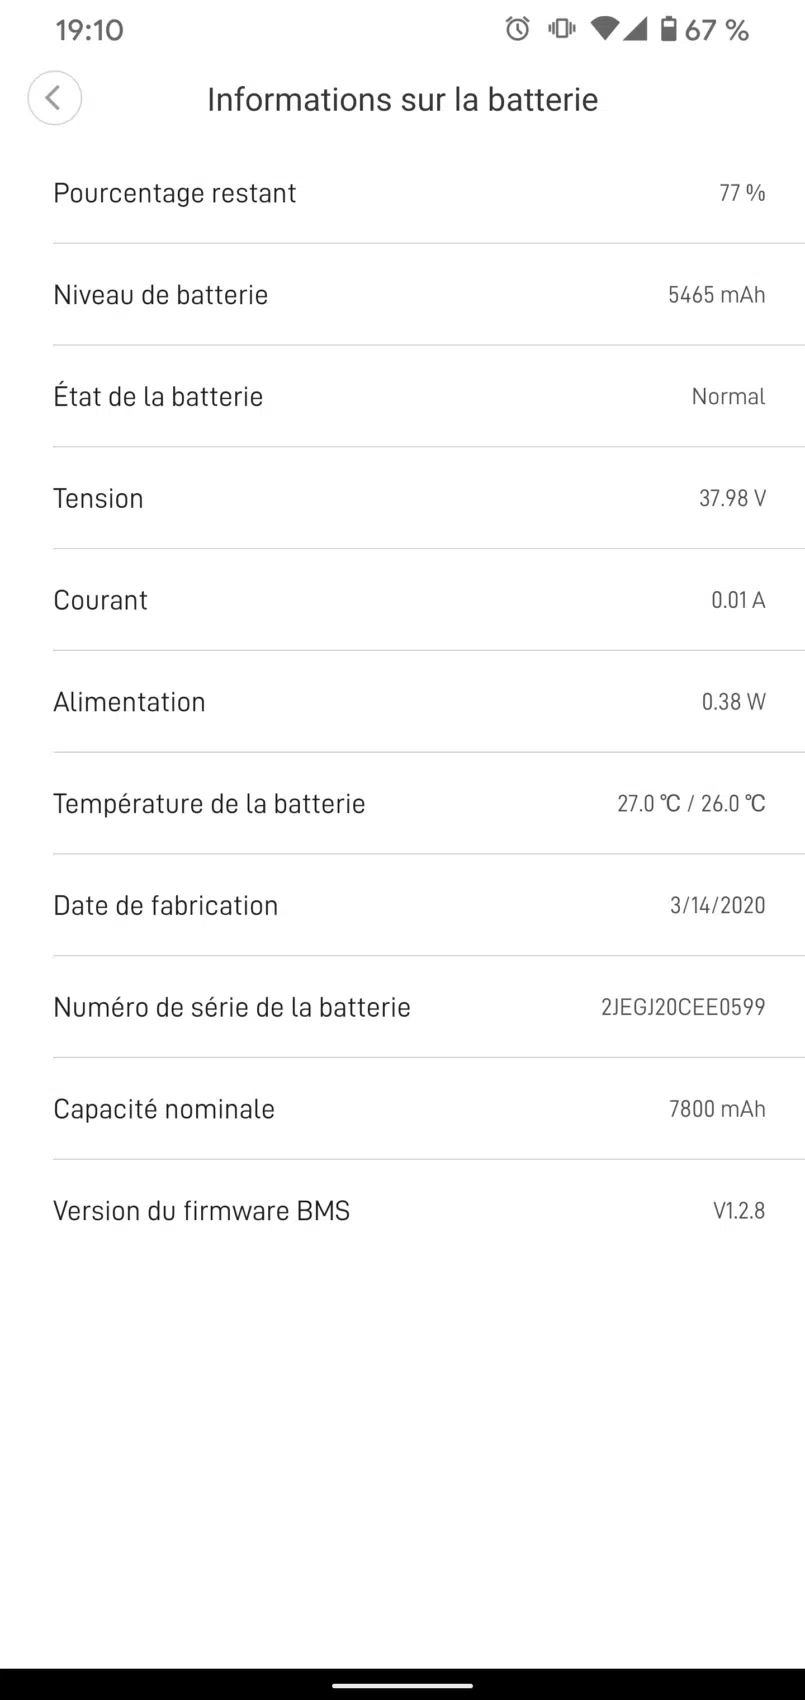 19:10 67 %
Informations sur la batterie
Pourcentage restant 77 %
Niveau de batterie 5465 mAh
État de la batterie Normal
Tension 37.98 V
Courant 0.01 A
Alimentation 0.38 W
Température de la batterie 27.0 ℃ / 26.0 ℃
Date de fabrication 3/14/2020
Numéro de série de la batterie 2JEGJ20CEE0599
Capacité nominale 7800 mAh
Version du firmware BMS V1.2.8